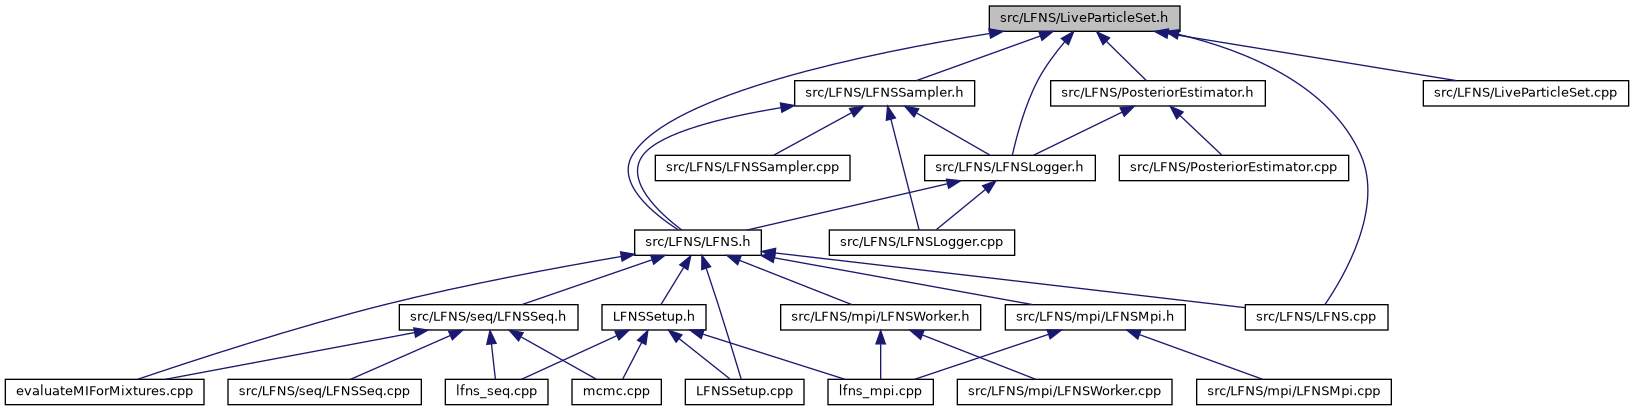 src/LFNS/LiveParticleSet.h
src/LFNS/LFNSSampler.h
src/LFNS/PosteriorEstimator.h
src/LFNS/LiveParticleSet.cpp
src/LFNS/LFNSSampler.cpp
src/LFNS/LFNSLogger.h
src/LFNS/PosteriorEstimator.cpp
src/LFNS/LFNS.h
src/LFNS/LFNSLogger.cpp
src/LFNS/seq/LFNSSeq.h
LFNSSetup.h
src/LFNS/mpi/LFNSWorker.h
src/LFNS/mpi/LFNSMpi.h
src/LFNS/LFNS.cpp
evaluateMIForMixtures.cpp
src/LFNS/seq/LFNSSeq.cpp
lfns_seq.cpp
mcmc.cpp
LFNSSetup.cpp
lfns_mpi.cpp
src/LFNS/mpi/LFNSWorker.cpp
src/LFNS/mpi/LFNSMpi.cpp